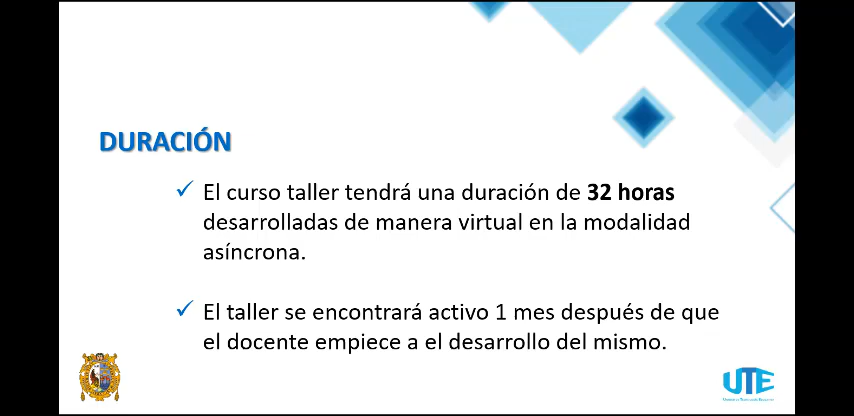 DURACIÓN
El curso taller tendrá una duración de 32 horas
desarrolladas de manera virtual en la modalidad
asíncrona.
El taller se encontrará activo 1 mes después de que
el docente empiece a el desarrollo del mismo.
UTE